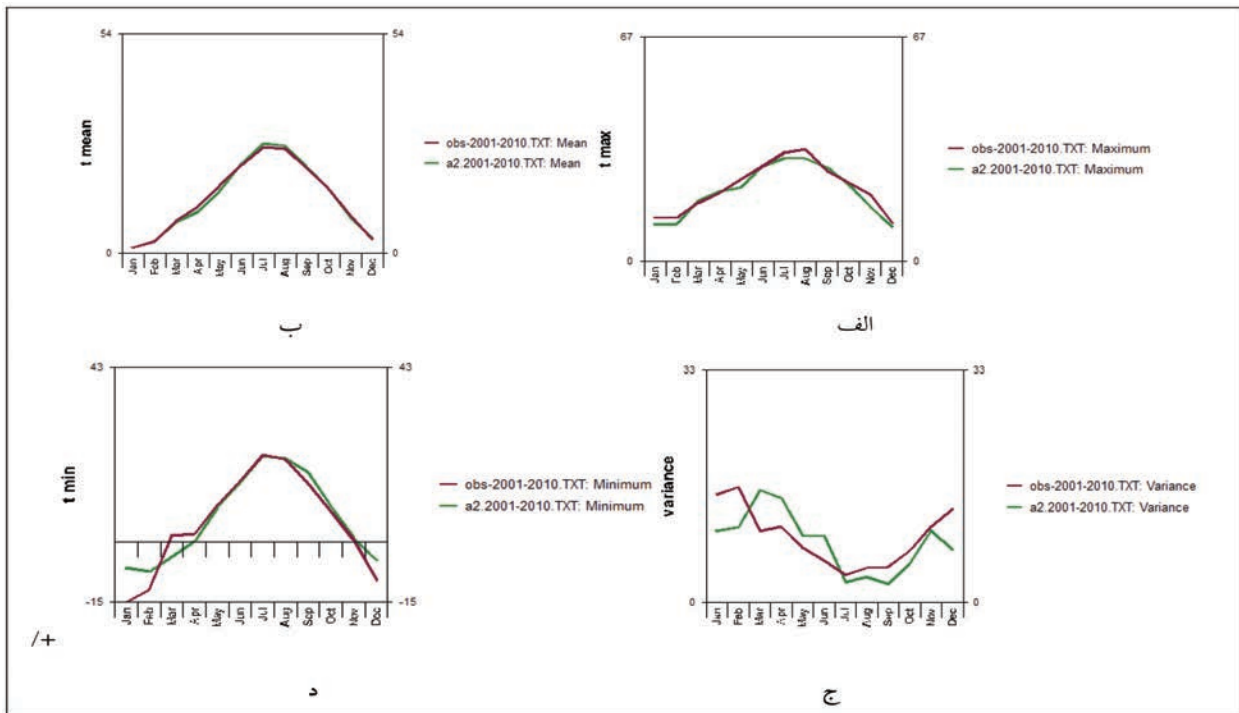 54
54
t mean
obs-2001-2010.TXT: Mean
a2.2001-2010.TXT: Mean
0
0
Jan Feb Mar Apr May Jun Jul Aug Sep Oct Nov Dec
ب
67
67
t max
obs-2001-2010.TXT: Maximum
a2.2001-2010.TXT: Maximum
0
0
Jan Feb Mar Apr May Jun Jul Aug Sep Oct Nov Dec
الف
43
43
t min
obs-2001-2010.TXT: Minimum
a2.2001-2010.TXT: Minimum
-15
-15
Jan Feb Mar Apr May Jun Jul Aug Sep Oct Nov Dec
/+
د
33
33
variance
obs-2001-2010.TXT: Variance
a2.2001-2010.TXT: Variance
0
0
Jan Feb Mar Apr May Jun Jul Aug Sep Oct Nov Dec
ج